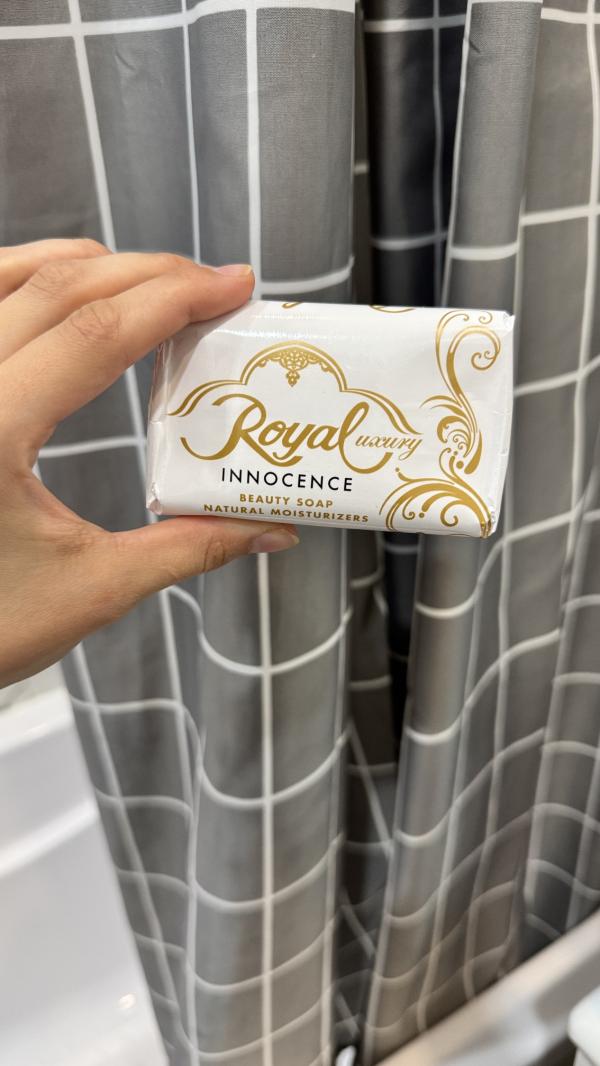 Royal Luxury
INNOCENCE
BEAUTY SOAP
NATURAL MOISTURIZERS